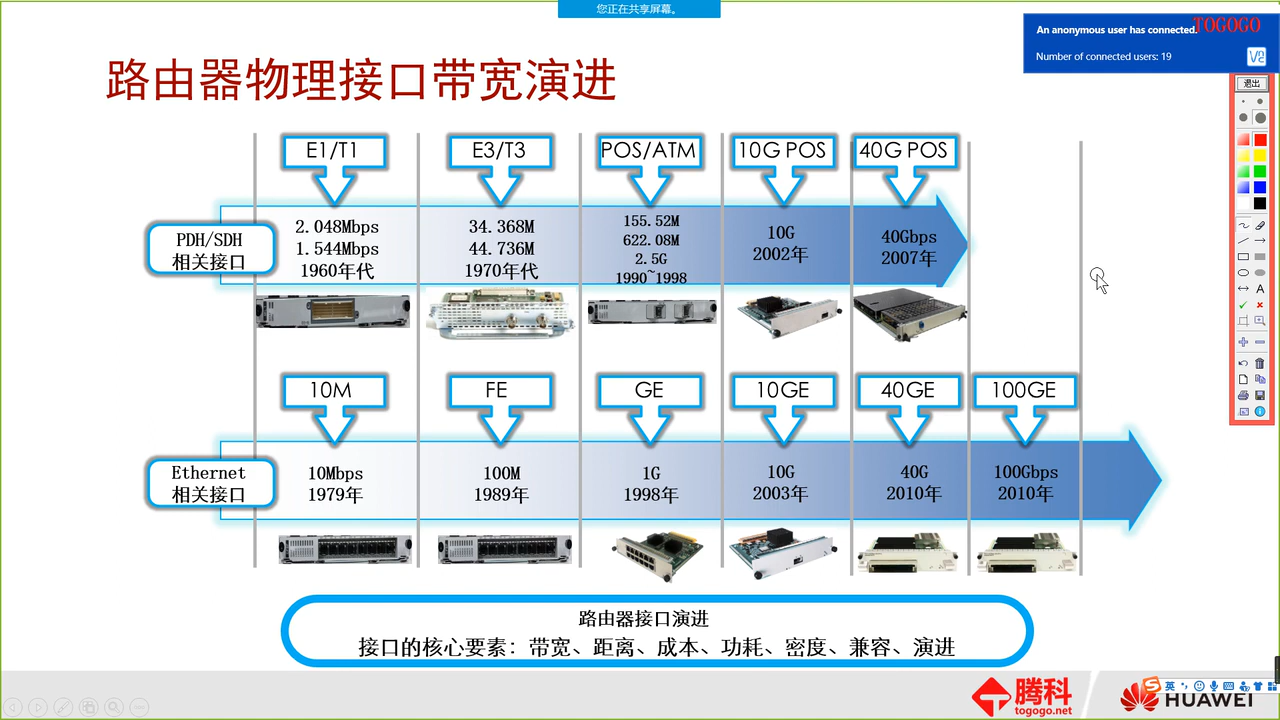 您正在共享屏幕。
An anonymous user has connected.
TOGOGO
Number of connected users: 19
退出
路由器物理接口带宽演进
E1/T1
E3/T3
POS/ATM
10G POS
40G POS
PDH/SDH
相关接口
2.048Mbps
1.544Mbps
1960年代
34.368M
44.736M
1970年代
155.52M
622.08M
2.5G
1990~1998
10G
2002年
40Gbps
2007年
10M
FE
GE
10GE
40GE
100GE
Ethernet
相关接口
10Mbps
1979年
100M
1989年
1G
1998年
10G
2003年
40G
2010年
100Gbps
2010年
路由器接口演进
接口的核心要素：带宽、距离、成本、功耗、密度、兼容、演进
腾科
togogo.net
HUAWEI
英